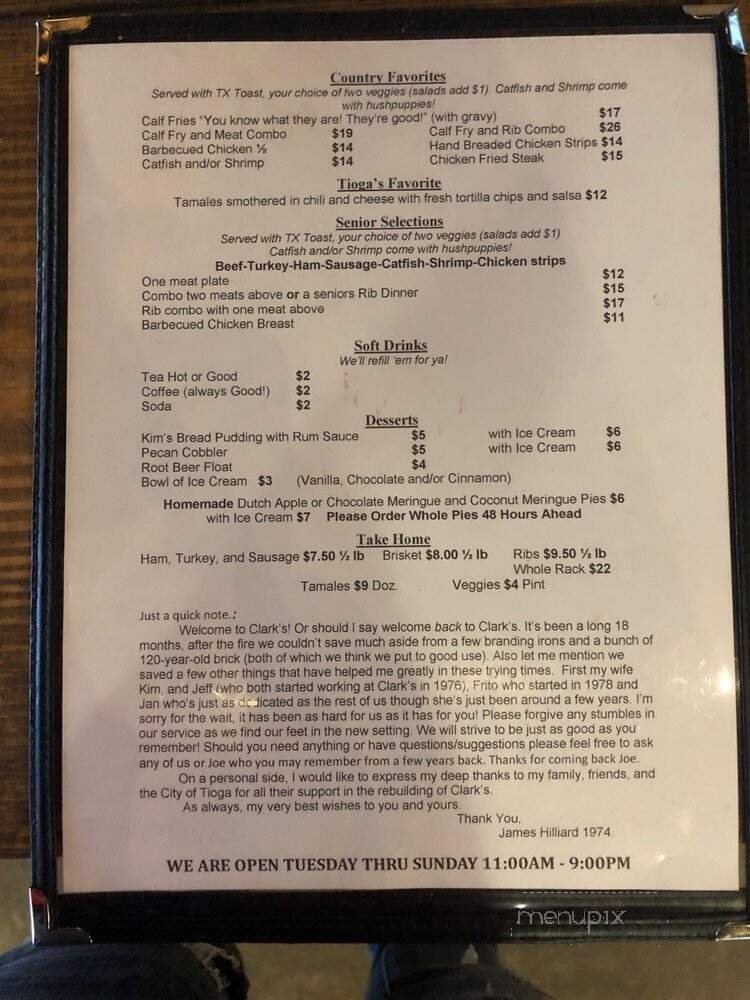 Country Favorites
Served with TX Toast, your choice of two veggies (salads add $1). Catfish and Shrimp come
with hushpuppies!
Calf Fries "You know what they are! They're good!" (with gravy) $17
Calf Fry and Meat Combo $19 Calf Fry and Rib Combo $26
Barbecued Chicken ½ $14 Hand Breaded Chicken Strips $14
Catfish and/or Shrimp $14 Chicken Fried Steak $15
Tioga's Favorite
Tamales smothered in chili and cheese with fresh tortilla chips and salsa $12
Senior Selections
Served with TX Toast, your choice of two veggies (salads add $1)
Catfish and/or Shrimp come with hushpuppies!
Beef-Turkey-Ham-Sausage-Catfish-Shrimp-Chicken strips
One meat plate $12
Combo two meats above or a seniors Rib Dinner $15
Rib combo with one meat above $17
Barbecued Chicken Breast $11
Soft Drinks
We'll refill 'em for ya!
Tea Hot or Good $2
Coffee (always Good!) $2
Soda $2
Desserts
Kim's Bread Pudding with Rum Sauce $5 with Ice Cream $6
Pecan Cobbler $5 with Ice Cream $6
Root Beer Float $4
Bowl of Ice Cream $3 (Vanilla, Chocolate and/or Cinnamon)
Homemade Dutch Apple or Chocolate Meringue and Coconut Meringue Pies $6
with Ice Cream $7 Please Order Whole Pies 48 Hours Ahead
Take Home
Ham, Turkey, and Sausage $7.50 ½ lb Brisket $8.00 ½ lb Ribs $9.50 ½ lb
Whole Rack $22
Tamales $9 Doz. Veggies $4 Pint
Just a quick note.:
Welcome to Clark's! Or should I say welcome back to Clark's. It's been a long 18
months, after the fire we couldn't save much aside from a few branding irons and a bunch of
120-year-old brick (both of which we think we put to good use). Also let me mention we
saved a few other things that have helped me greatly in these trying times. First my wife
Kim, and Jeff (who both started working at Clark's in 1976), Frito who started in 1978 and
Jan who's just as dedicated as the rest of us though she's just been around a few years. I'm
sorry for the wait, it has been as hard for us as it has for you! Please forgive any stumbles in
our service as we find our feet in the new setting. We will strive to be just as good as you
remember! Should you need anything or have questions/suggestions please feel free to ask
any of us or Joe who you may remember from a few years back. Thanks for coming back Joe.
On a personal side, I would like to express my deep thanks to my family, friends, and
the City of Tioga for all their support in the rebuilding of Clark's.
As always, my very best wishes to you and yours.
Thank You,
James Hilliard 1974.
WE ARE OPEN TUESDAY THRU SUNDAY 11:00AM - 9:00PM
menupix